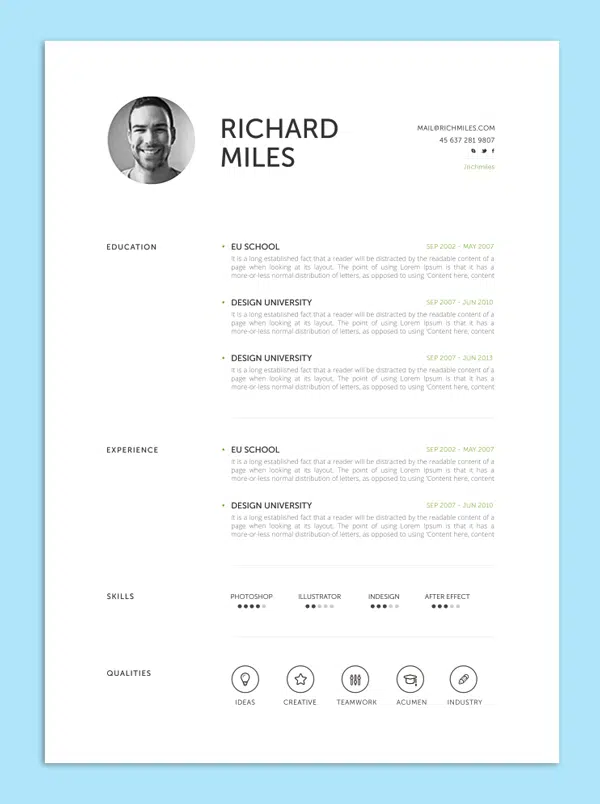 RICHARD
MILES
MAIL@RICHMILES.COM
45 637 281 9807
/richmiles
EDUCATION
EU SCHOOL
SEP 2002 - MAY 2007
It is a long established fact that a reader will be distracted by the readable content of a
page when looking at its layout. The point of using Lorem Ipsum is that it has a
more-or-less normal distribution of letters, as opposed to using 'Content here, content
DESIGN UNIVERSITY
SEP 2007 - JUN 2010
It is a long established fact that a reader will be distracted by the readable content of a
page when looking at its layout. The point of using Lorem Ipsum is that it has a
more-or-less normal distribution of letters, as opposed to using 'Content here, content
DESIGN UNIVERSITY
SEP 2007 - JUN 2013
It is a long established fact that a reader will be distracted by the readable content of a
page when looking at its layout. The point of using Lorem Ipsum is that it has a
more-or-less normal distribution of letters, as opposed to using 'Content here, content
EXPERIENCE
EU SCHOOL
SEP 2002 - MAY 2007
It is a long established fact that a reader will be distracted by the readable content of a
page when looking at its layout. The point of using Lorem Ipsum is that it has a
more-or-less normal distribution of letters, as opposed to using 'Content here, content
DESIGN UNIVERSITY
SEP 2007 - JUN 2010
It is a long established fact that a reader will be distracted by the readable content of a
page when looking at its layout. The point of using Lorem Ipsum is that it has a
more-or-less normal distribution of letters, as opposed to using 'Content here, content
SKILLS
PHOTOSHOP ILLUSTRATOR INDESIGN AFTER EFFECT
QUALITIES
IDEAS CREATIVE TEAMWORK ACUMEN INDUSTRY